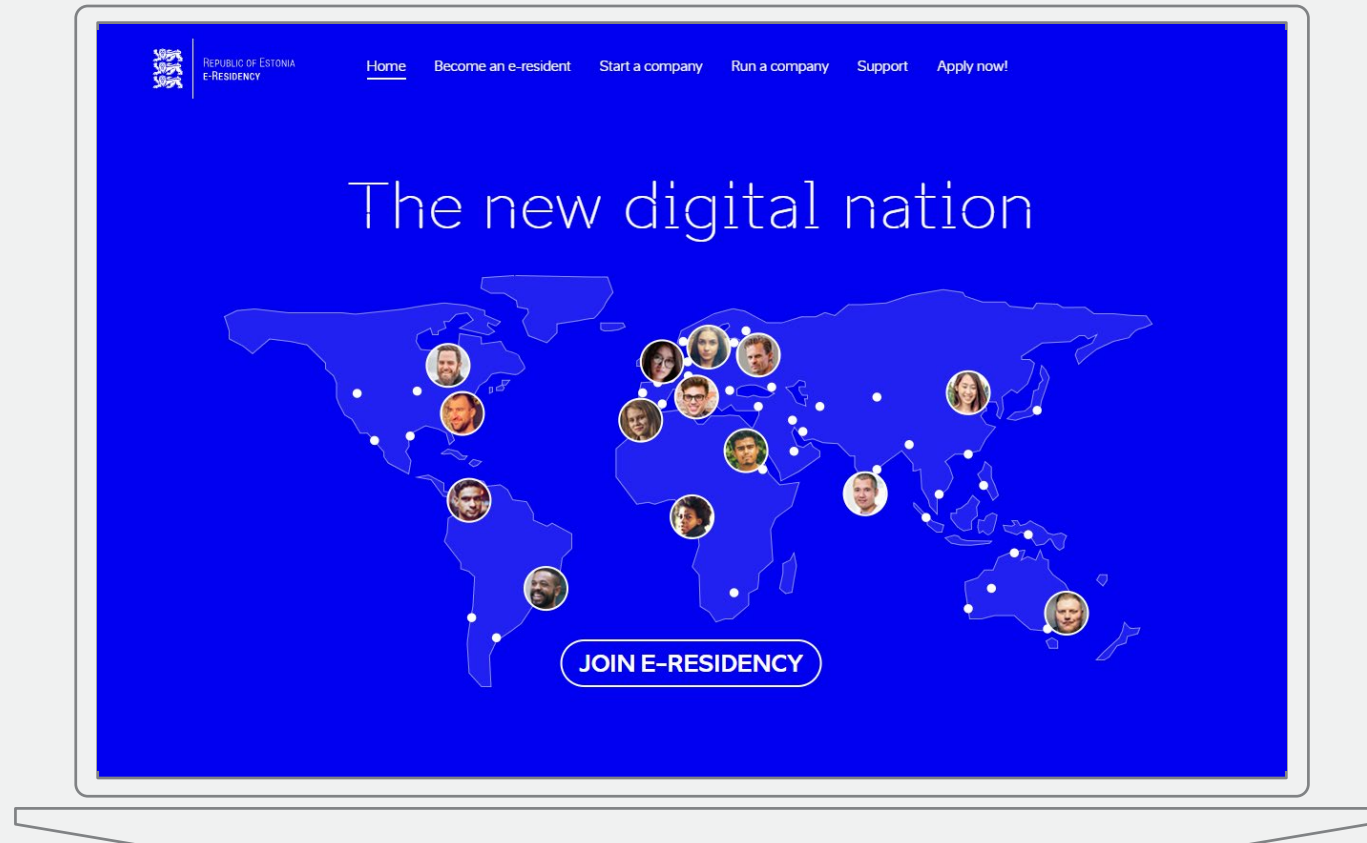 REPUBLIC OF ESTONIA
E-RESIDENCY
Home Become an e-resident Start a company Run a company Support Apply now!
The new digital nation
JOIN E-RESIDENCY